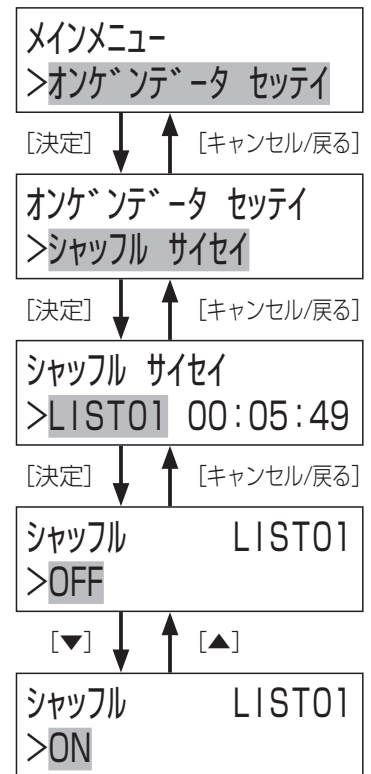 メインメニュー
>オンゲンデータ セッテイ
[決定] [キャンセル/戻る]
オンゲンデータ セッテイ
>シャッフル サイセイ
[決定] [キャンセル/戻る]
シャッフル サイセイ
>LIST01 00:05:49
[決定] [キャンセル/戻る]
シャッフル LIST01
>OFF
[▼] [▲]
シャッフル LIST01
>ON